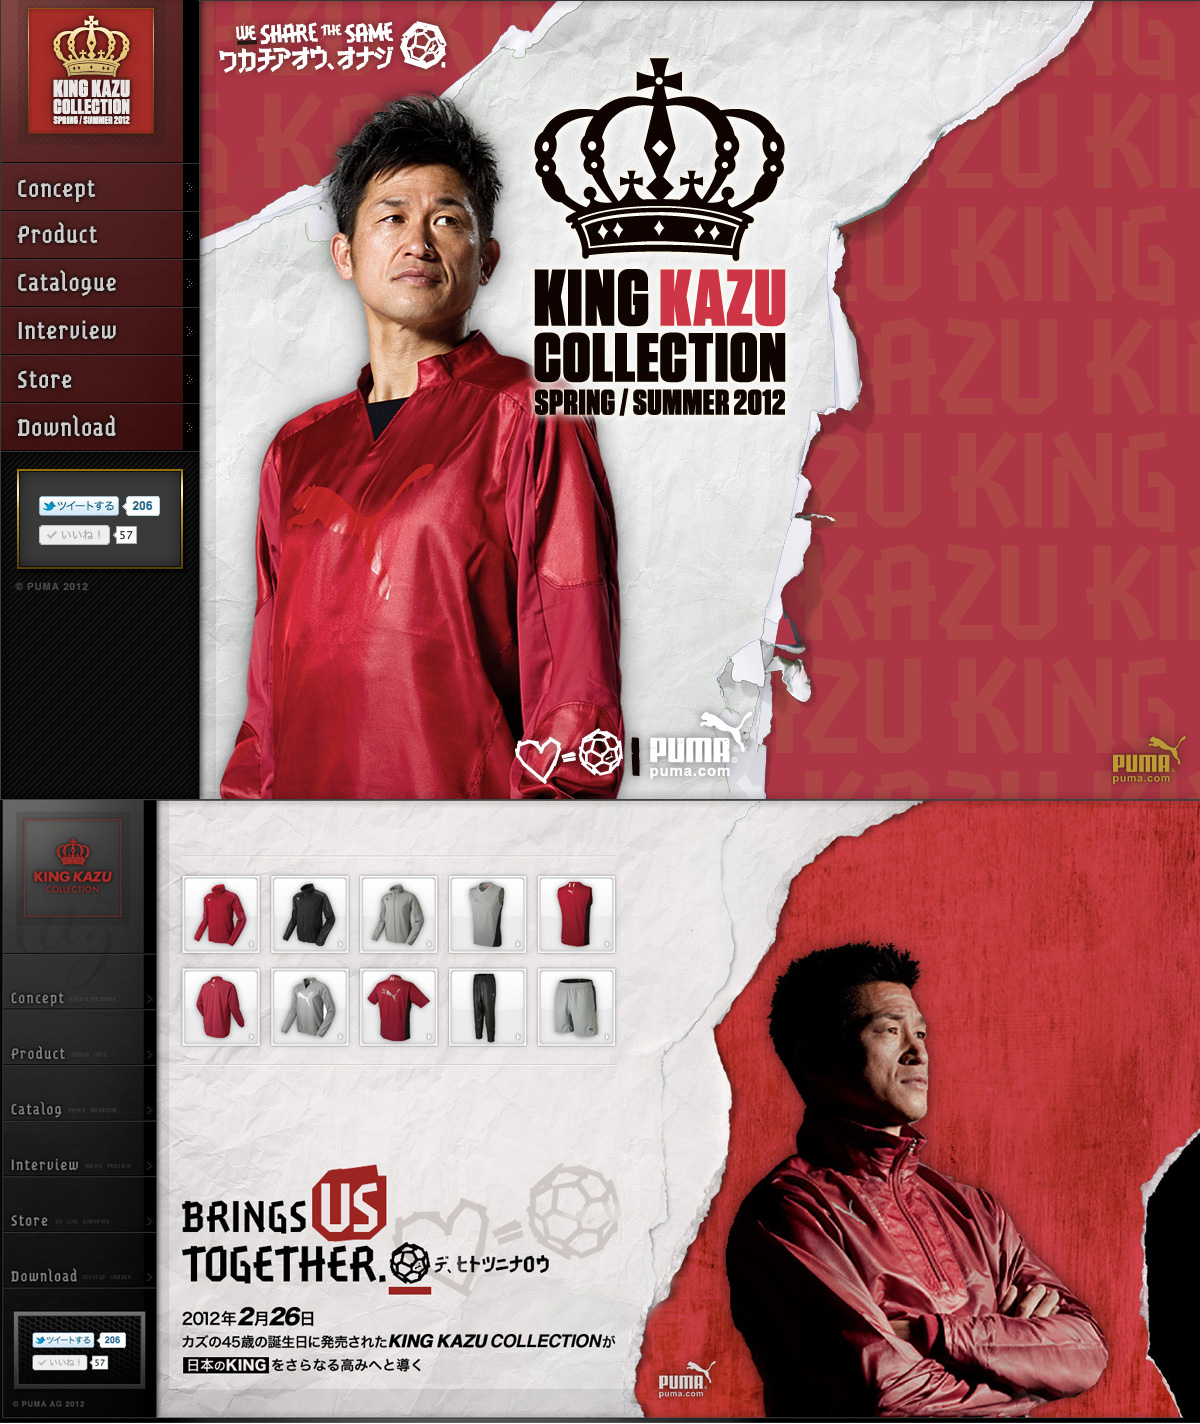 KING KAZU
COLLECTION
SPRING / SUMMER 2012
Concept
Product
Catalogue
Interview
Store
Download
ツイートする 206
いいね！ 57
© PUMA 2012
WE SHARE THE SAME
ワカチアオウ、オナジ
KING KAZU
COLLECTION
SPRING / SUMMER 2012
PUMA
puma.com
PUMA
puma.com
KING KAZU
COLLECTION
Concept
Product
Catalog
Interview
Store
Download
ツイートする 206
いいね！ 57
© PUMA AG 2012
BRINGS US
TOGETHER.
デ、ヒトツニナロウ
2012年2月26日
カズの45歳の誕生日に発売されたKING KAZU COLLECTIONが
日本のKINGをさらなる高みへと導く
PUMA
puma.com